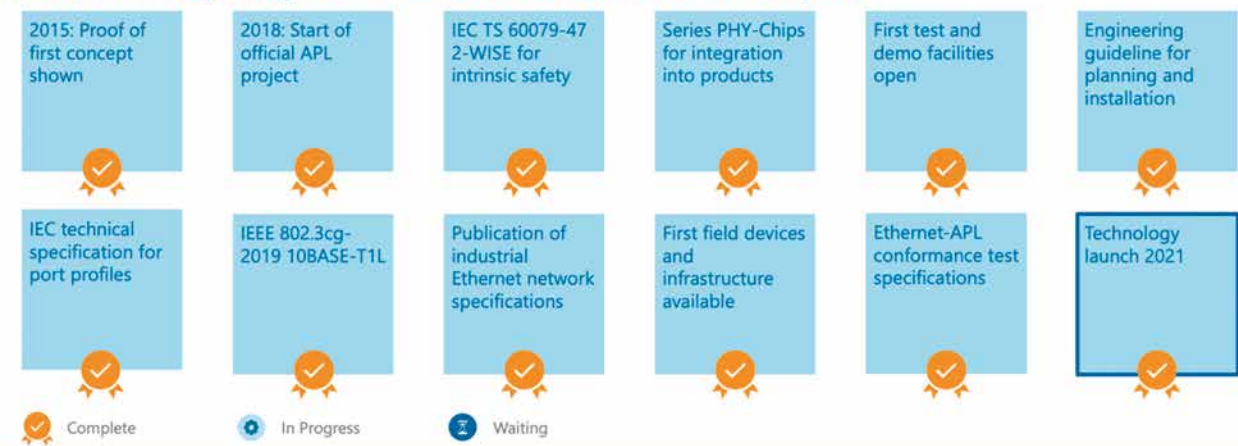 2015: Proof of
first concept
shown
2018: Start of
official APL
project
IEC TS 60079-47
2-WISE for
intrinsic safety
Series PHY-Chips
for integration
into products
First test and
demo facilities
open
Engineering
guideline for
planning and
installation
IEC technical
specification for
port profiles
IEEE 802.3cg-
2019 10BASE-T1L
Publication of
industrial
Ethernet network
specifications
First field devices
and
infrastructure
available
Ethernet-APL
conformance test
specifications
Technology
launch 2021
Complete
In Progress
Waiting